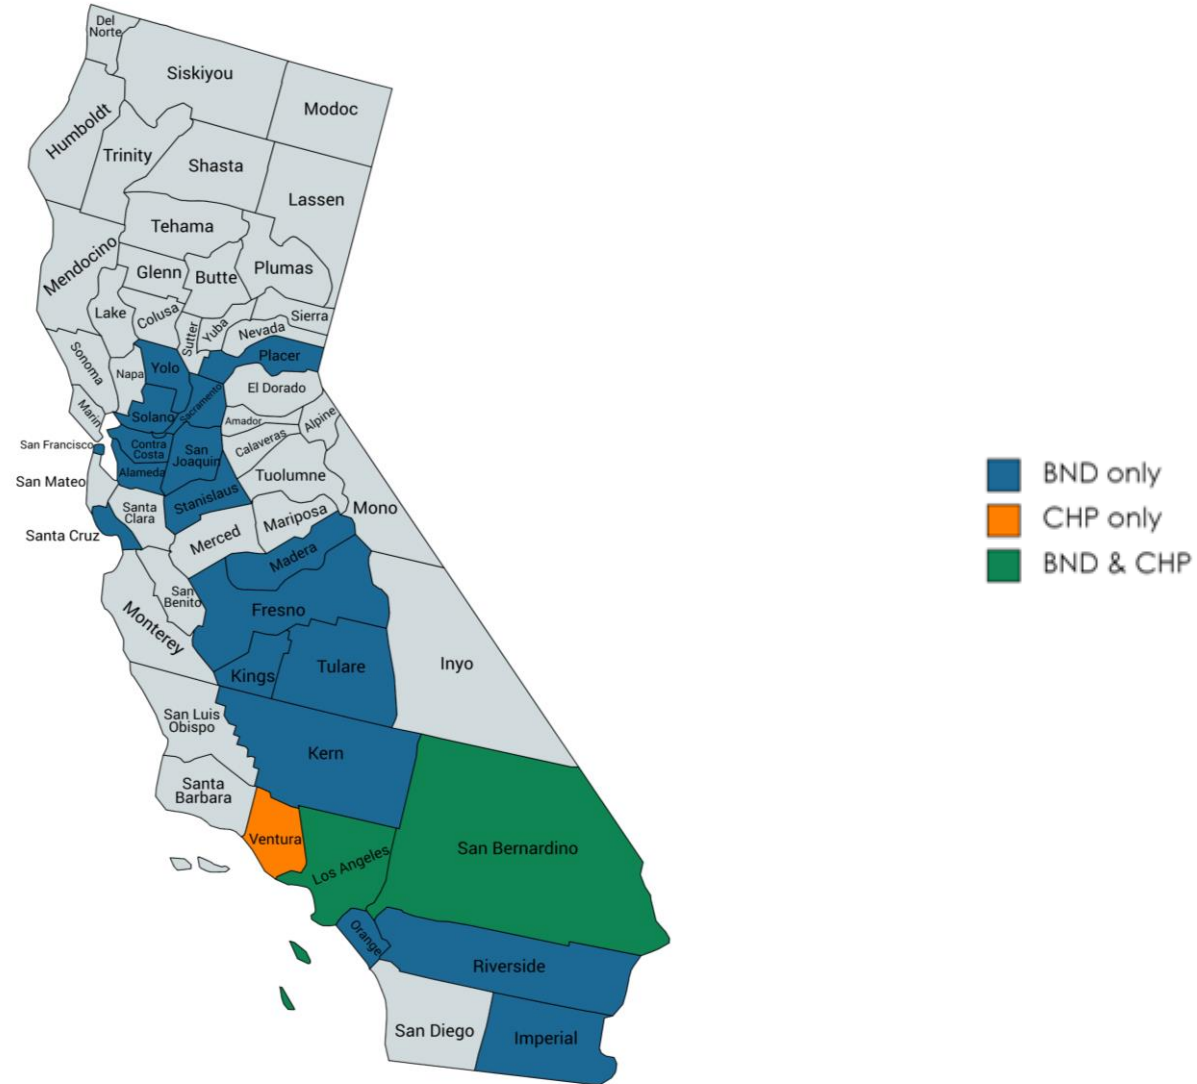 Del
Norte
Siskiyou
Modoc
Humboldt
Trinity
Shasta
Lassen
Tehama
Mendocino
Glenn
Butte
Plumas
Lake
Colusa
Sutter
Yuba
Sierra
Nevada
Placer
Sonoma
Napa
Yolo
El Dorado
Sacramento
Marin
Solano
Amador
Alpine
San Francisco
Contra
Costa
San
Joaquin
Calaveras
Alameda
Tuolumne
San Mateo
Stanislaus
Mono
Santa
Clara
Mariposa
Santa Cruz
Merced
Madera
San
Benito
Fresno
Monterey
Kings
Tulare
Inyo
San Luis
Obispo
Kern
Santa
Barbara
Ventura
Los Angeles
San Bernardino
Orange
Riverside
San Diego
Imperial
BND only
CHP only
BND & CHP